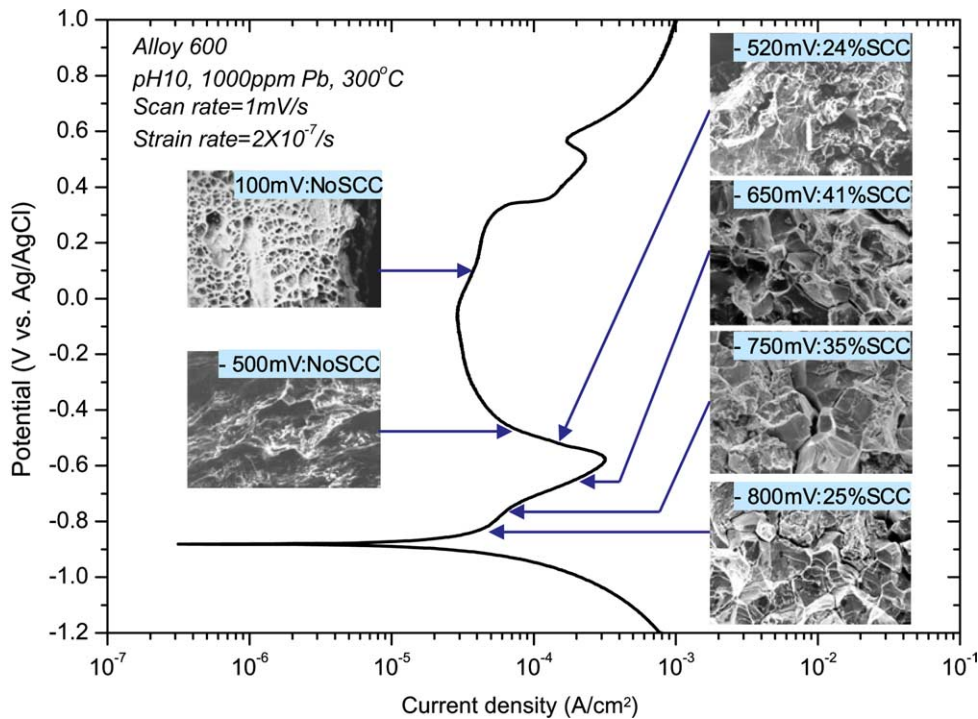 Alloy 600
pH10, 1000ppm Pb, 300°C
Scan rate=1mV/s
Strain rate=2X10⁻⁷/s
100mV:NoSCC
- 500mV:NoSCC
- 520mV:24%SCC
- 650mV:41%SCC
- 750mV:35%SCC
- 800mV:25%SCC
Potential (V vs. Ag/AgCl)
1.0
0.8
0.6
0.4
0.2
0.0
-0.2
-0.4
-0.6
-0.8
-1.0
-1.2
10⁻⁷ 10⁻⁶ 10⁻⁵ 10⁻⁴ 10⁻³ 10⁻² 10⁻¹
Current density (A/cm²)